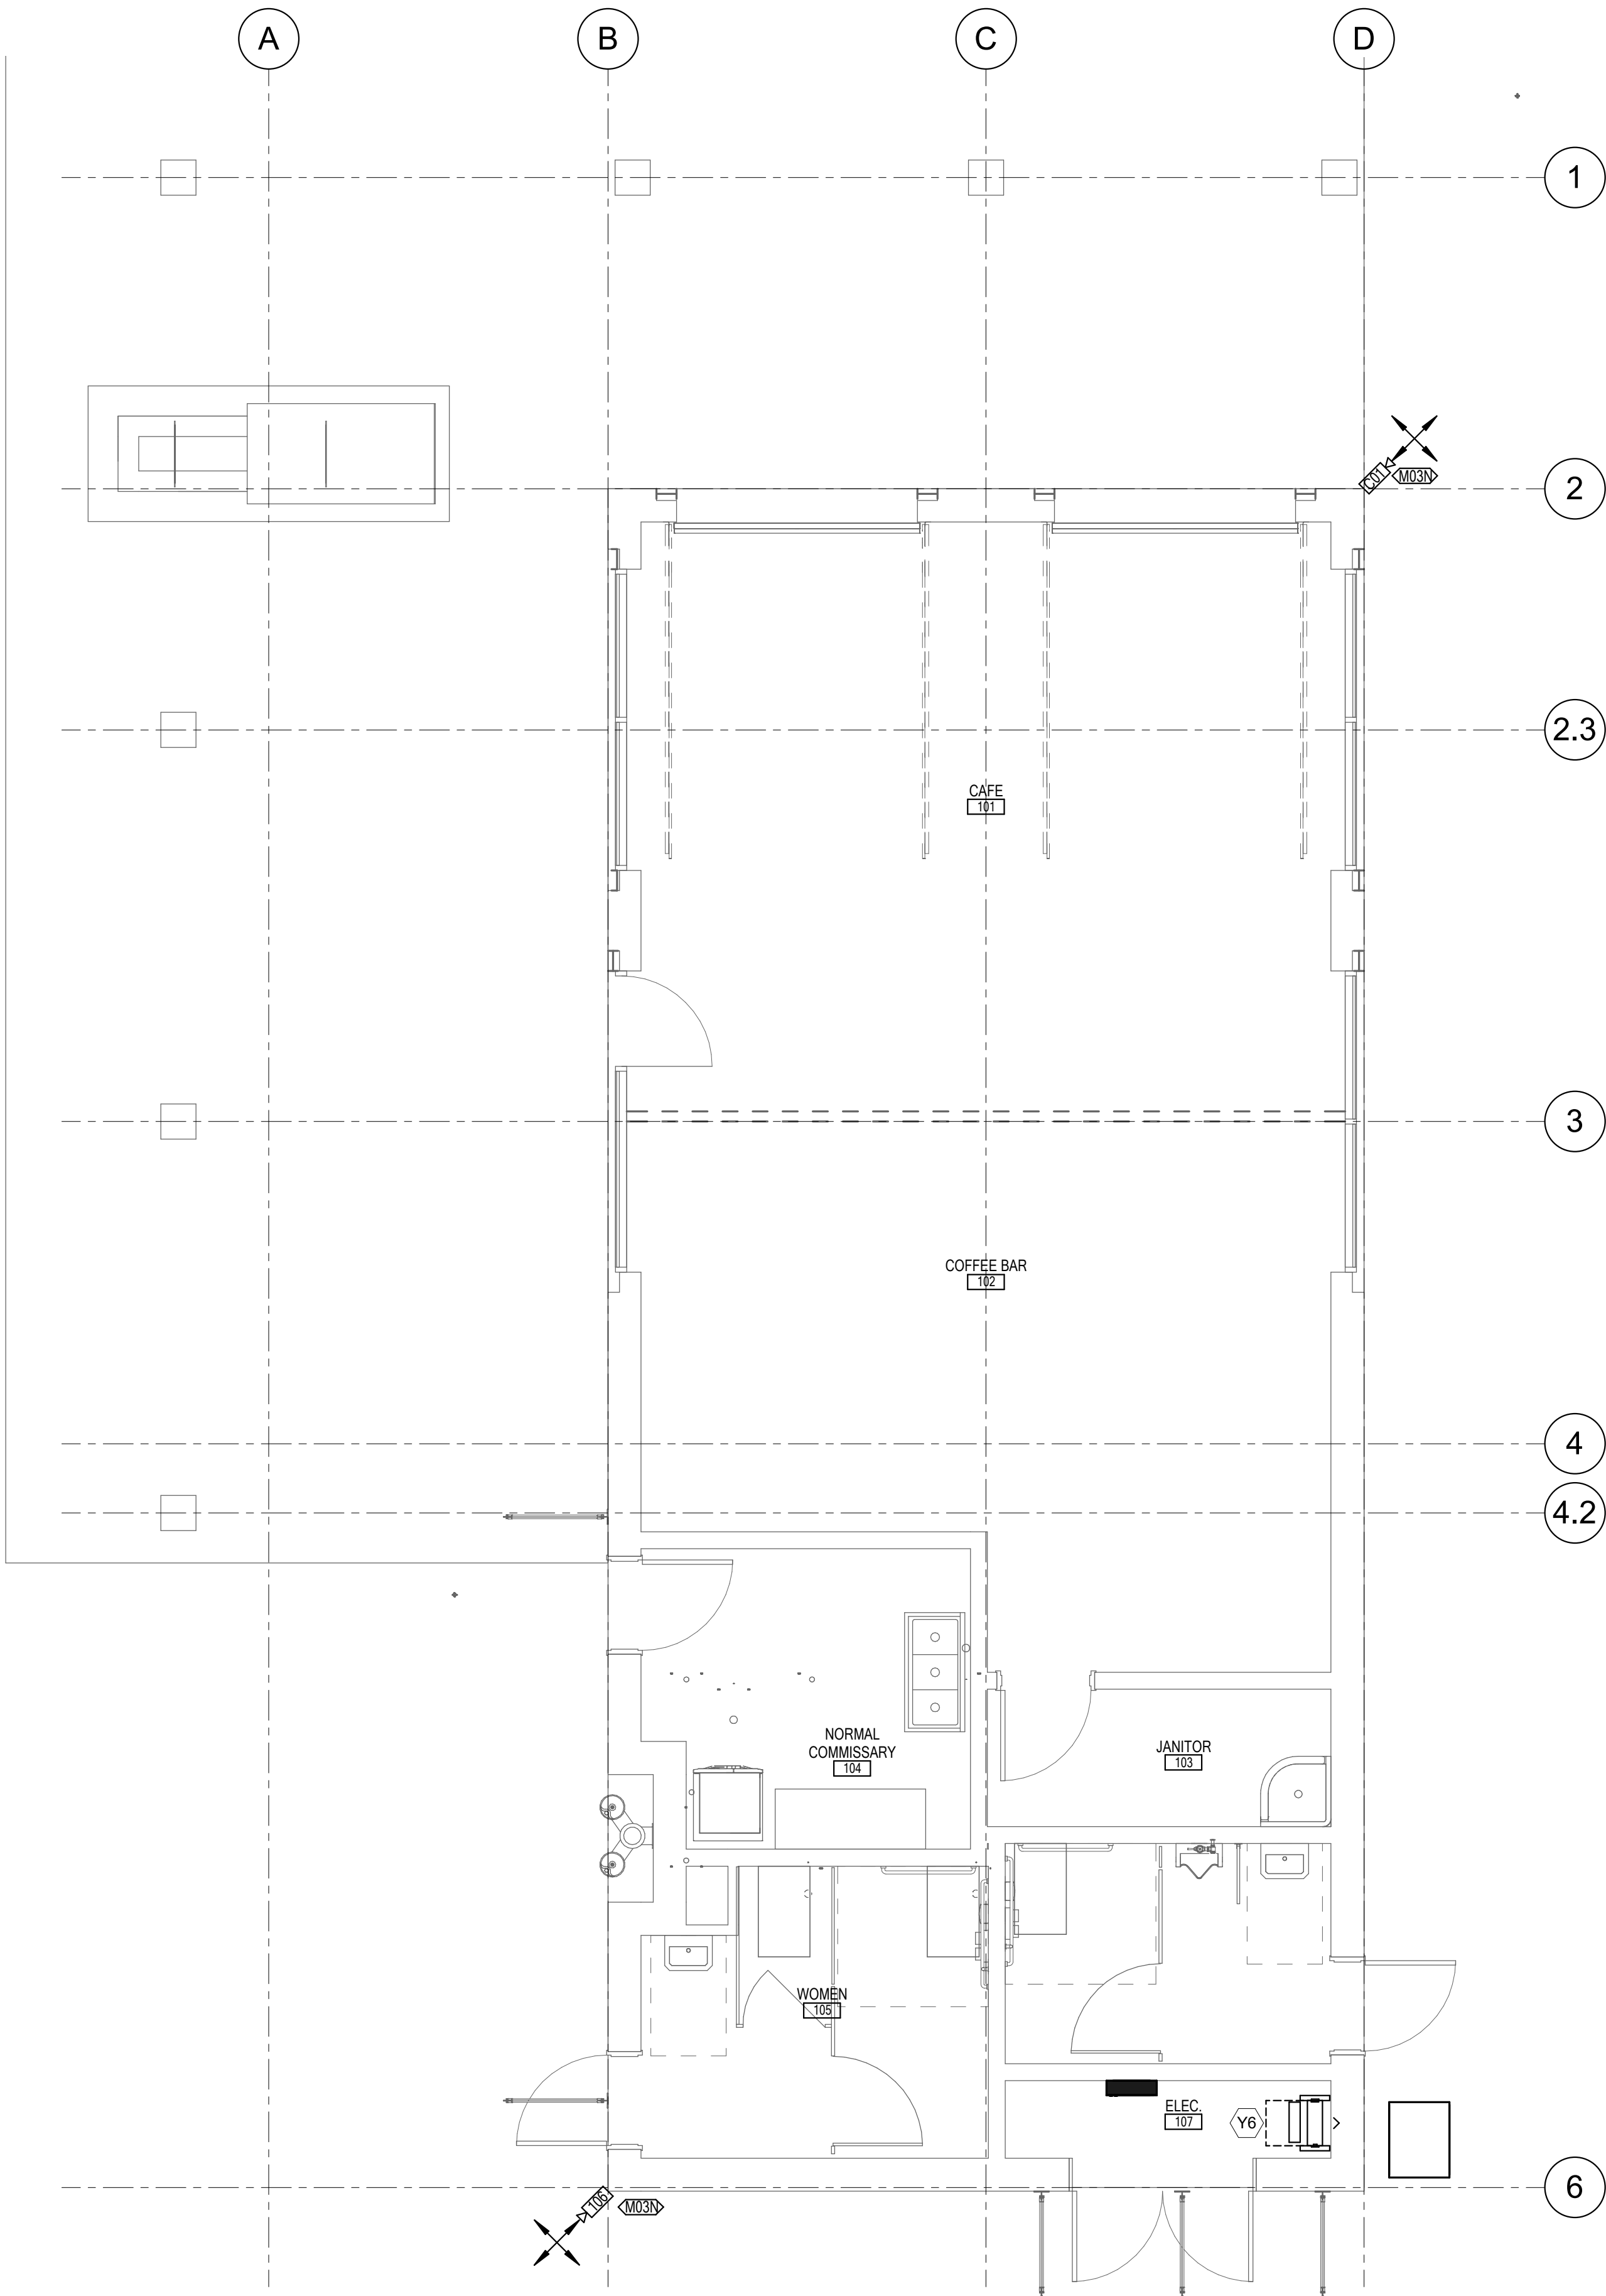 A
B
C
D
1
C01
M03N
2
2.3
CAFE
101
3
COFFEE BAR
102
4
4.2
NORMAL
COMMISSARY
104
JANITOR
103
WOMEN
105
ELEC.
107
Y6
106
M03N
6